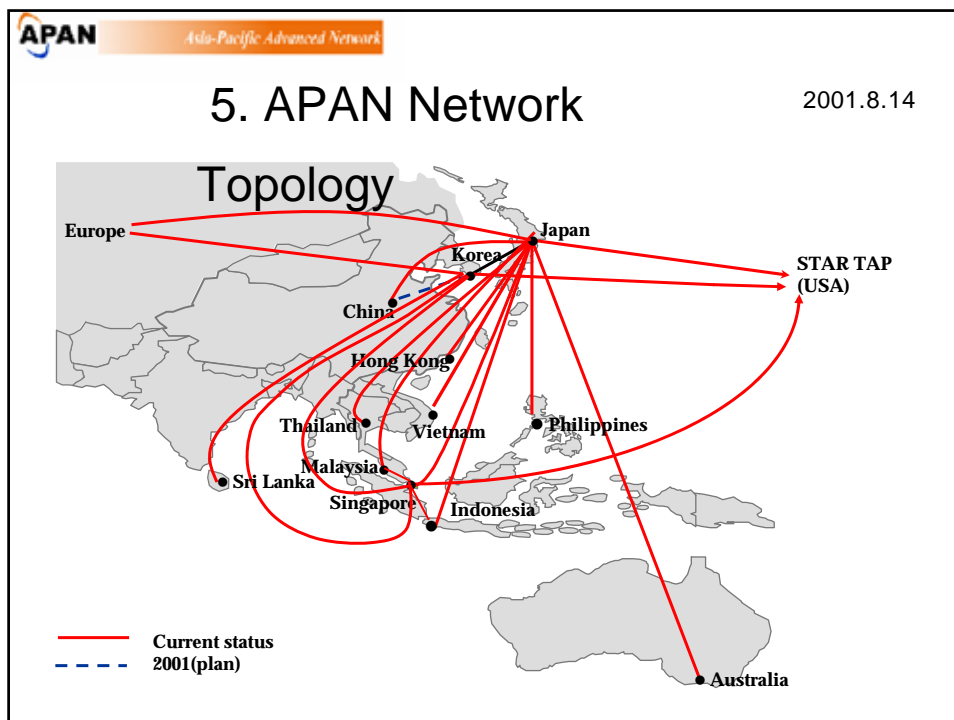 APAN
Asia-Pacific Advanced Network
5. APAN Network
Topology
2001.8.14
Europe
Japan
Korea
STAR TAP
(USA)
China
Hong Kong
Thailand
Vietnam
Philippines
Malaysia
Sri Lanka
Singapore
Indonesia
Current status
2001(plan)
Australia